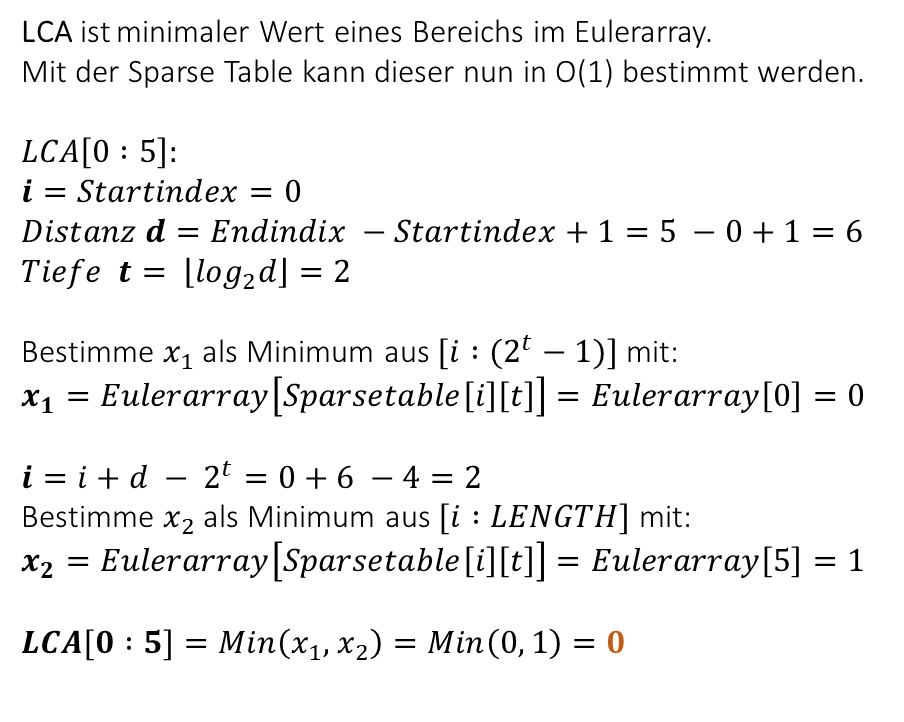 LCA ist minimaler Wert eines Bereichs im Eulerarray.
Mit der Sparse Table kann dieser nun in O(1) bestimmt werden.
LCA[0 : 5]:
i = Startindex = 0
Distanz d = Endindix − Startindex + 1 = 5 − 0 + 1 = 6
Tiefe t = ⌊log₂d⌋ = 2
Bestimme x₁ als Minimum aus [i : (2ᵗ − 1)] mit:
x₁ = Eulerarray[Sparsetable[i][t]] = Eulerarray[0] = 0
i = i + d − 2ᵗ = 0 + 6 − 4 = 2
Bestimme x₂ als Minimum aus [i : LENGTH] mit:
x₂ = Eulerarray[Sparsetable[i][t]] = Eulerarray[5] = 1
LCA[0 : 5] = Min(x₁, x₂) = Min(0, 1) = 0